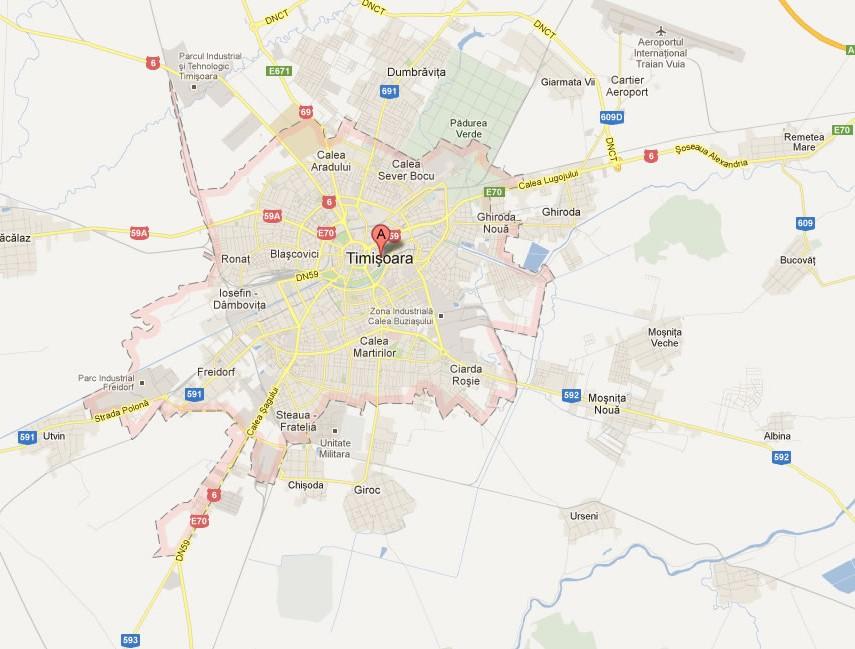 DNCT
DNCT
DNCT
6
Parcul Industrial
și Tehnologic
Timișoara
E671
Dumbrăvița
691
Aeroportul
Internațional
Traian Vuia
Giarmata Vii
Cartier
Aeroport
A
69
Pădurea
Verde
609D
DNCT
E70
Remetea
Mare
Calea
Aradului
Calea
Sever Bocu
6
Șoseaua Alexandria
Calea Lugojului
E70
6
59A
59A
E70
A
59
Ghiroda
Nouă
Ghiroda
609
ăcălaz
Ronaț
Blașcovici
Timișoara
DN59
Bucovăț
Iosefin -
Dâmbovița
Zona Industrială
Calea Buziașului
Moșnița
Veche
Calea
Martirilor
Freidorf
Ciarda
Roșie
Parc Industrial
Freidorf
591
592
Moșnița
Nouă
Strada Polonă
Calea Șagului
Steaua -
Fratelia
591
Utvin
Unitate
Militara
Albina
592
Chișoda
Giroc
6
E70
Urseni
DN59
593